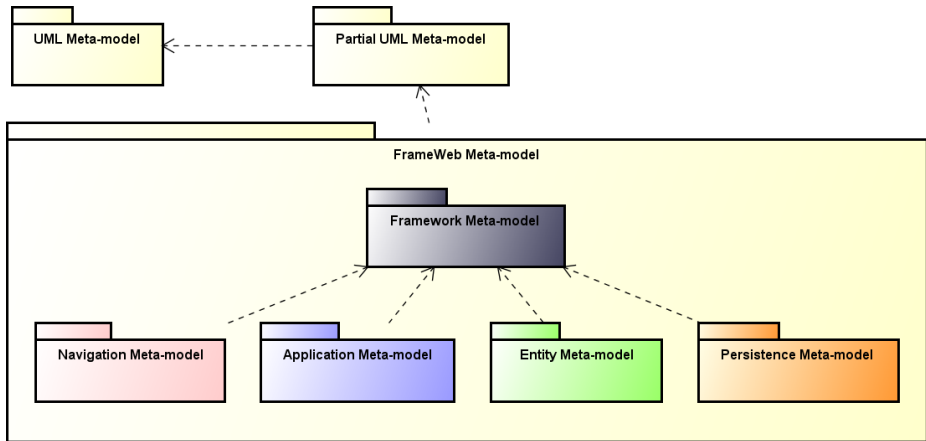 UML Meta-model
Partial UML Meta-model
FrameWeb Meta-model
Framework Meta-model
Navigation Meta-model
Application Meta-model
Entity Meta-model
Persistence Meta-model